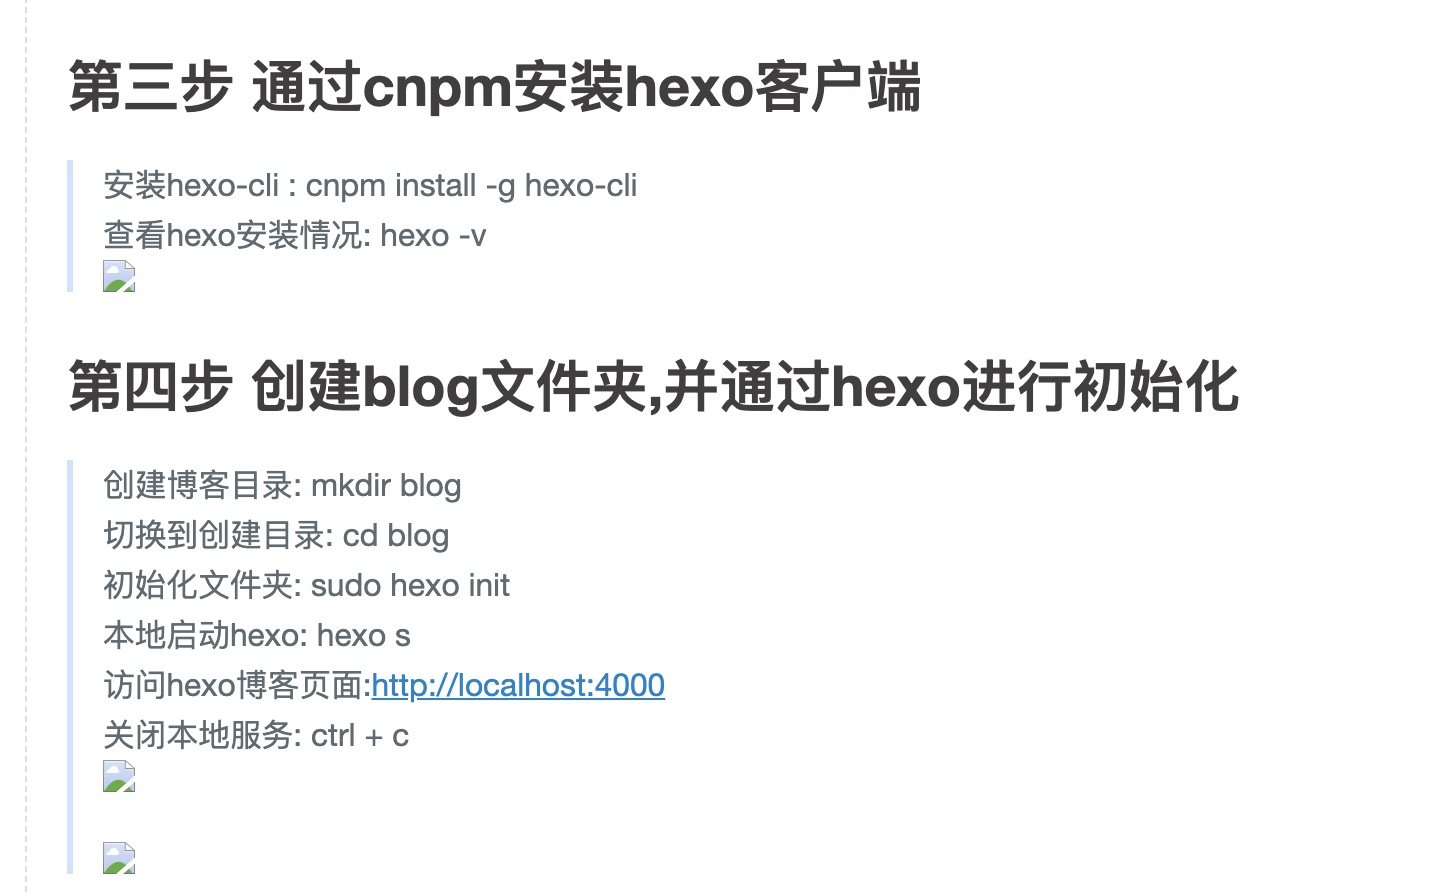 第三步 通过cnpm安装hexo客户端
安装hexo-cli : cnpm install -g hexo-cli
查看hexo安装情况: hexo -v
第四步 创建blog文件夹,并通过hexo进行初始化
创建博客目录: mkdir blog
切换到创建目录: cd blog
初始化文件夹: sudo hexo init
本地启动hexo: hexo s
访问hexo博客页面:http://localhost:4000
关闭本地服务: ctrl + c